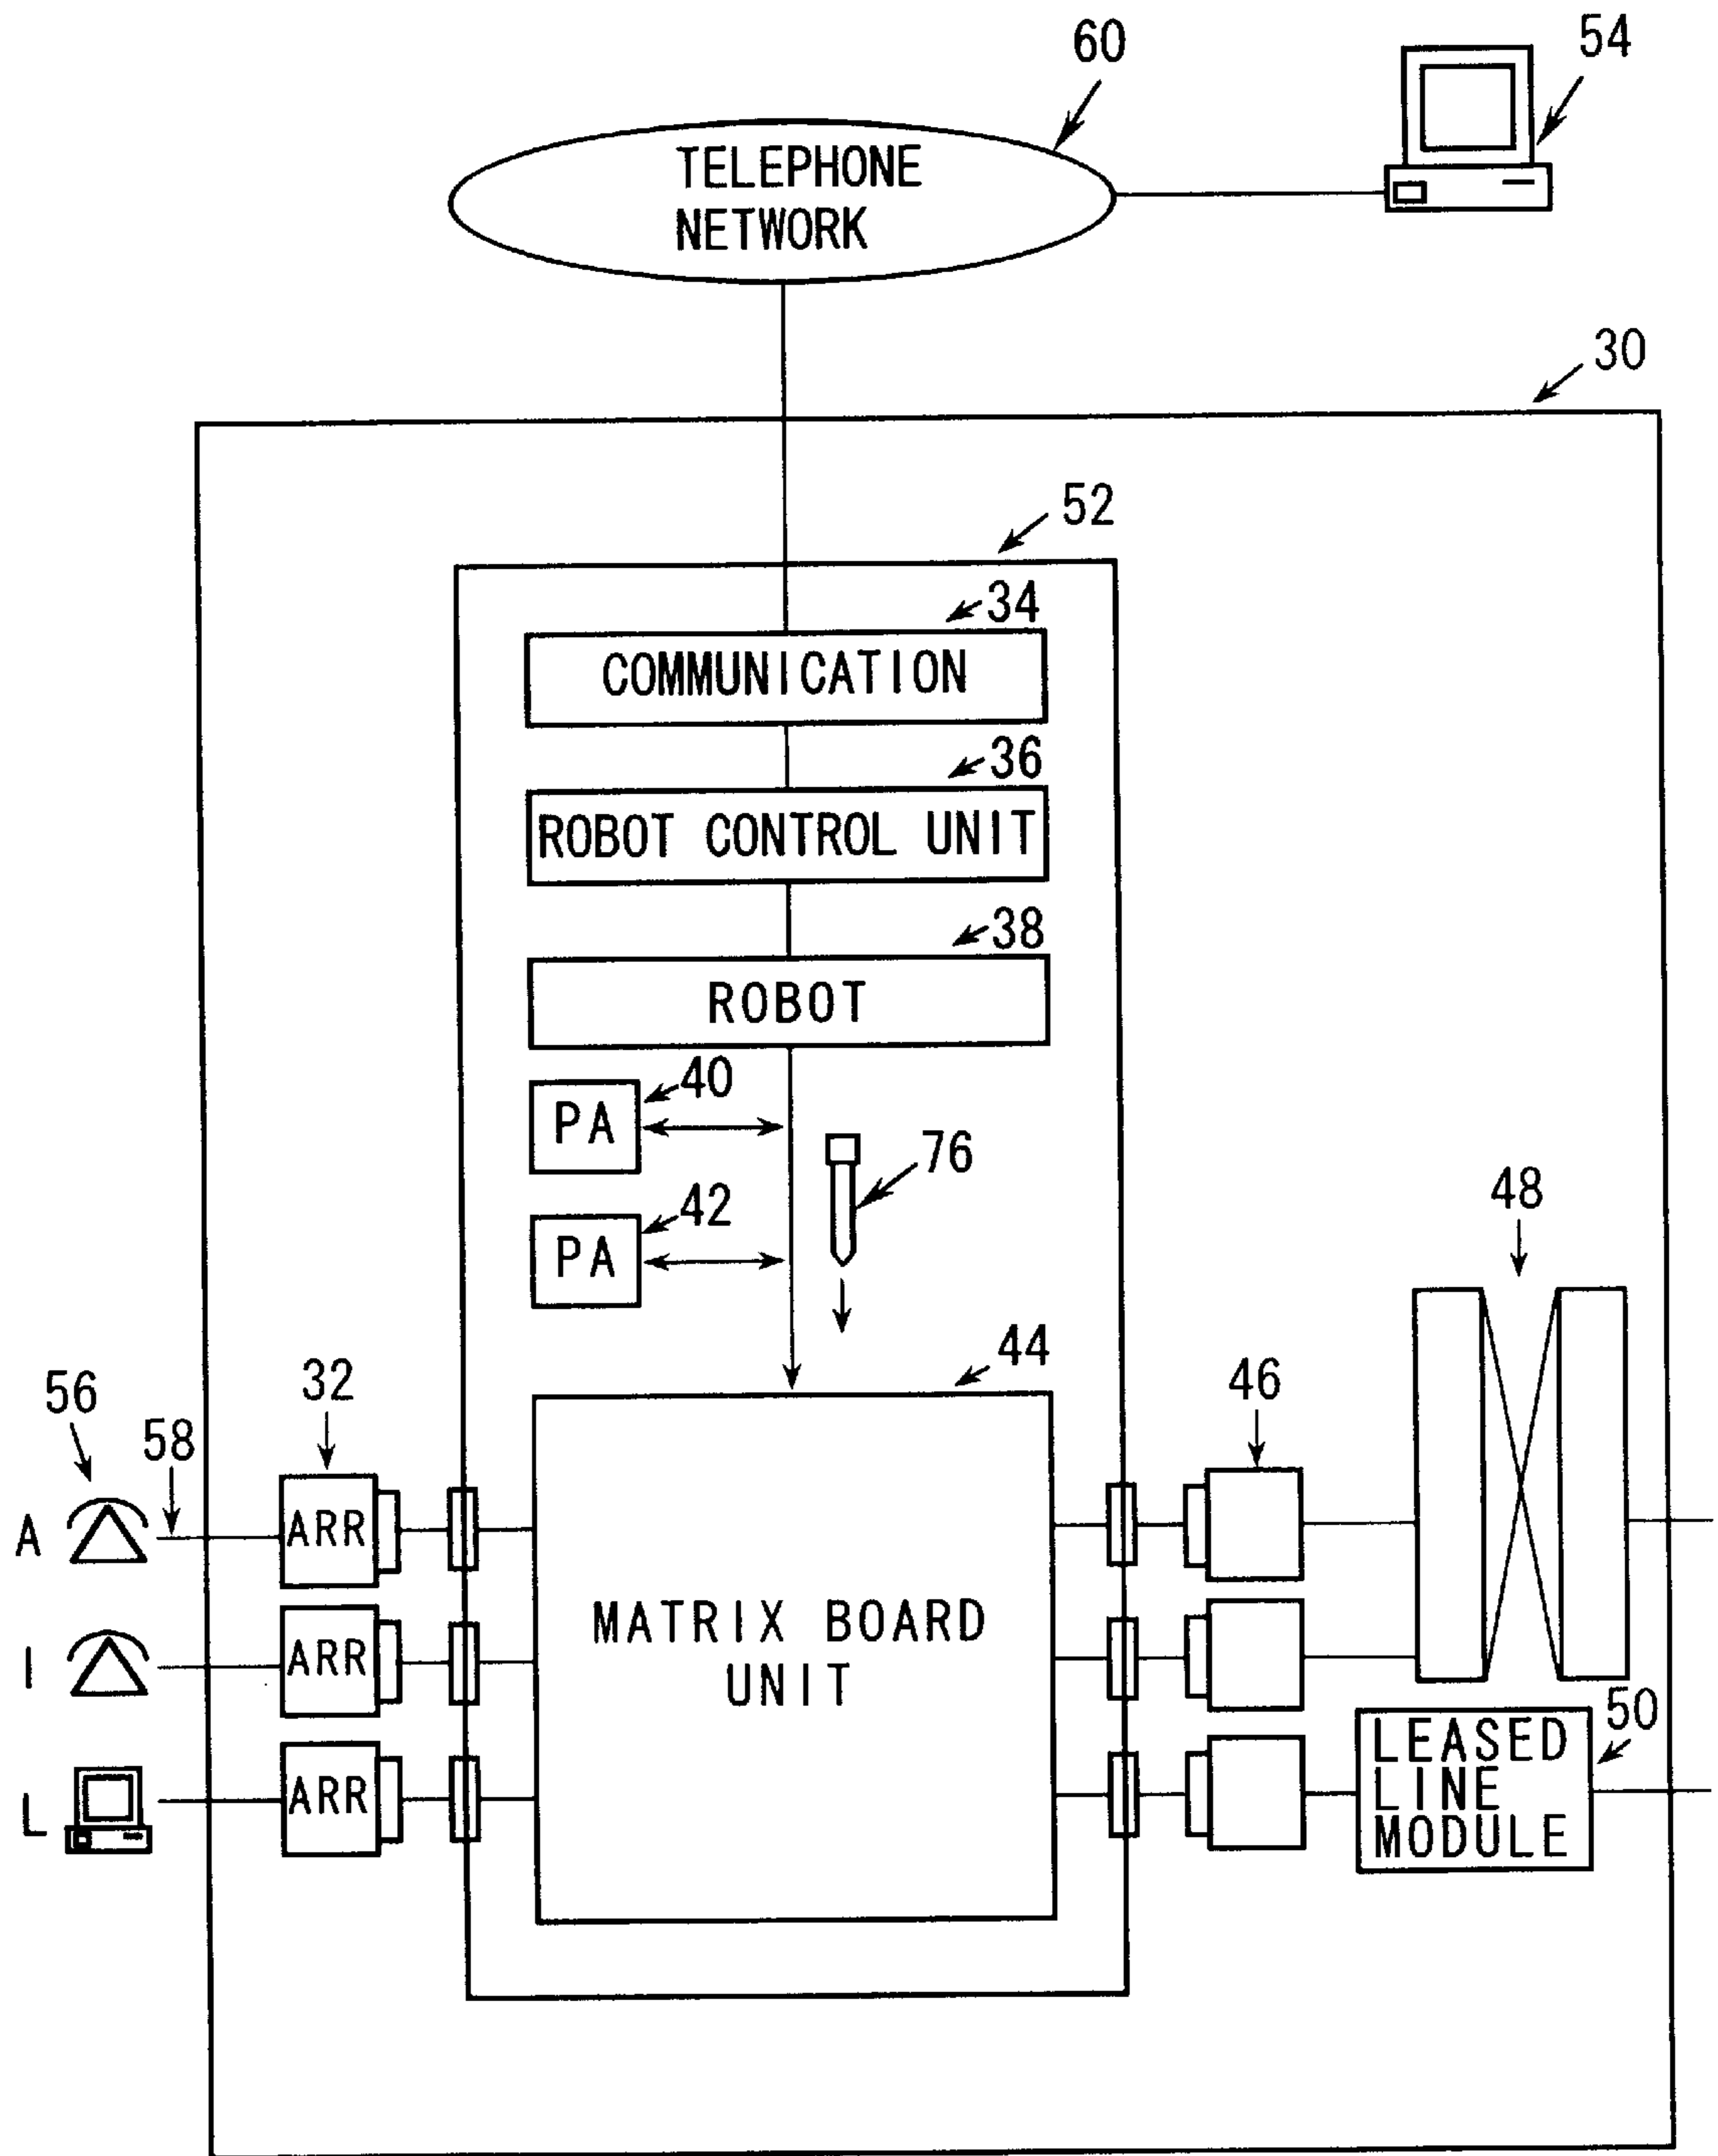 60
54
TELEPHONE
NETWORK
30
52
34
COMMUNICATION
36
ROBOT CONTROL UNIT
38
ROBOT
40
PA
76
42
PA
48
44
56
58
32
46
A
ARR
I
ARR
MATRIX BOARD
UNIT
L
ARR
50
LEASED
LINE
MODULE